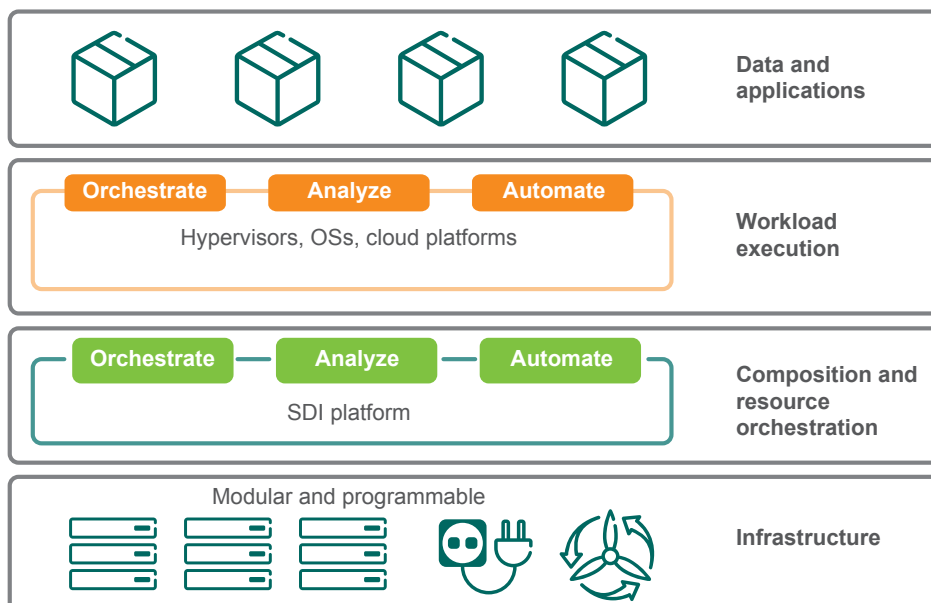 Data and
applications
Orchestrate
Analyze
Automate
Hypervisors, OSs, cloud platforms
Workload
execution
Orchestrate
Analyze
Automate
SDI platform
Composition and
resource
orchestration
Modular and programmable
Infrastructure